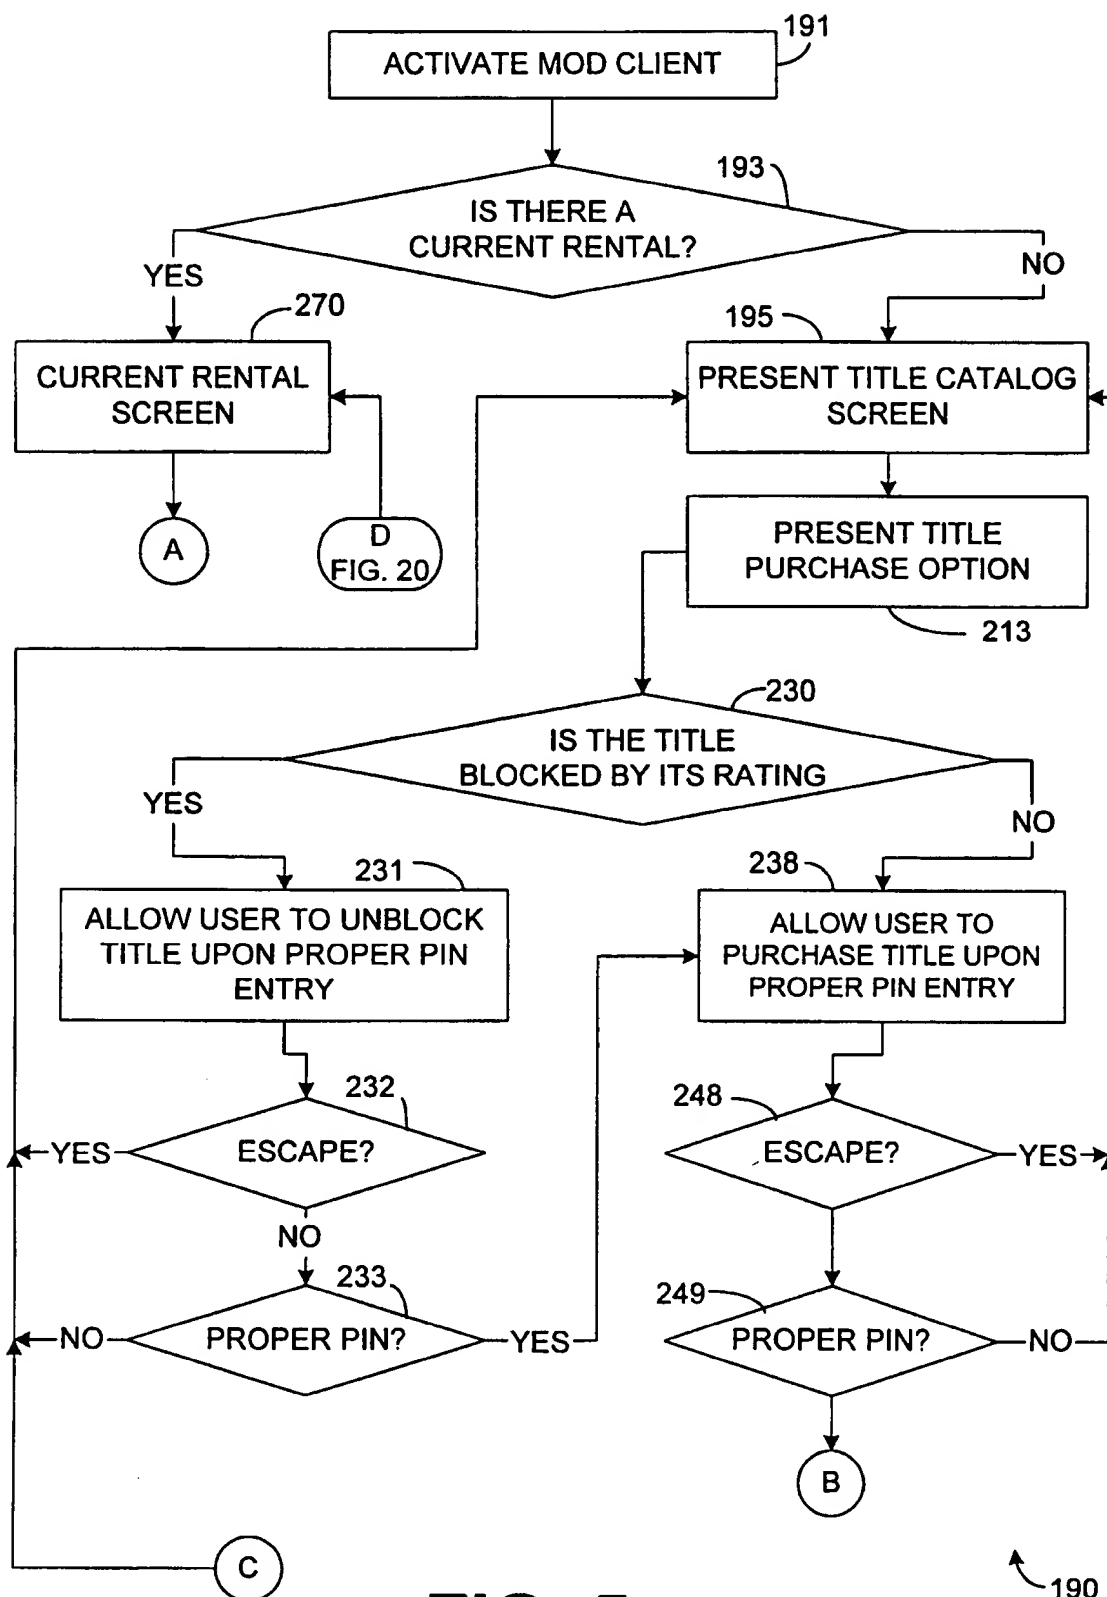 191
ACTIVATE MOD CLIENT
193
IS THERE A
CURRENT RENTAL?
YES
NO
270
195
CURRENT RENTAL
SCREEN
PRESENT TITLE CATALOG
SCREEN
A
D
FIG. 20
PRESENT TITLE
PURCHASE OPTION
213
230
IS THE TITLE
BLOCKED BY ITS RATING
YES
NO
231
238
ALLOW USER TO UNBLOCK
TITLE UPON PROPER PIN
ENTRY
ALLOW USER TO
PURCHASE TITLE UPON
PROPER PIN ENTRY
232
248
YES
ESCAPE?
ESCAPE?
YES
NO
233
249
NO
PROPER PIN?
YES
PROPER PIN?
NO
B
C
190